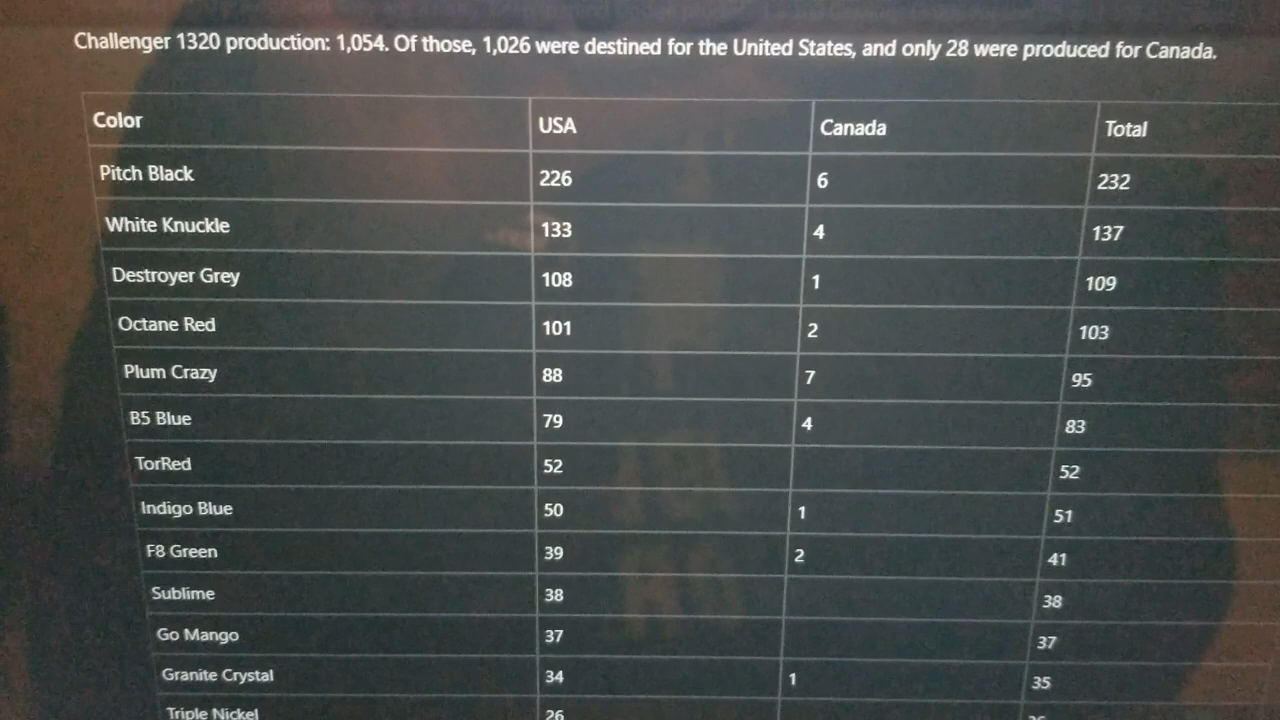 Challenger 1320 production: 1,054. Of those, 1,026 were destined for the United States, and only 28 were produced for Canada.
Color USA Canada Total
Pitch Black 226 6 232
White Knuckle 133 4 137
Destroyer Grey 108 1 109
Octane Red 101 2 103
Plum Crazy 88 7 95
B5 Blue 79 4 83
TorRed 52 52
Indigo Blue 50 1 51
F8 Green 39 2 41
Sublime 38 38
Go Mango 37 37
Granite Crystal 34 1 35
Triple Nickel 26